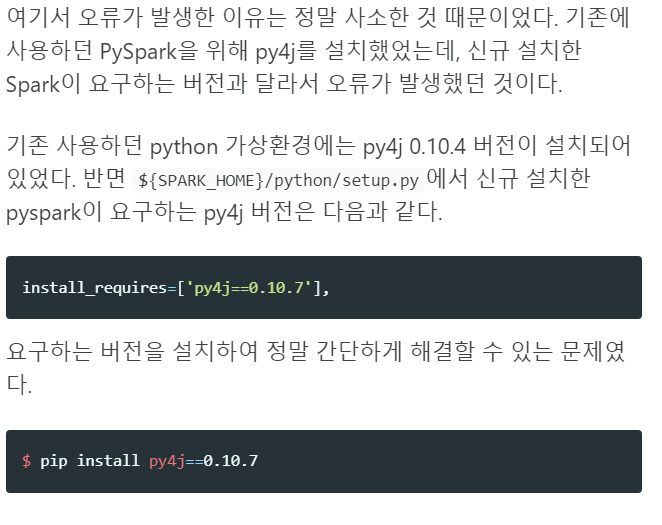 여기서 오류가 발생한 이유는 정말 사소한 것 때문이었다. 기존에
사용하던 PySpark을 위해 py4j를 설치했었는데, 신규 설치한
Spark이 요구하는 버전과 달라서 오류가 발생했던 것이다.
기존 사용하던 python 가상환경에는 py4j 0.10.4 버전이 설치되어
있었다. 반면 ${SPARK_HOME}/python/setup.py 에서 신규 설치한
pyspark이 요구하는 py4j 버전은 다음과 같다.
install_requires=['py4j==0.10.7'],
요구하는 버전을 설치하여 정말 간단하게 해결할 수 있는 문제였
다.
$ pip install py4j==0.10.7